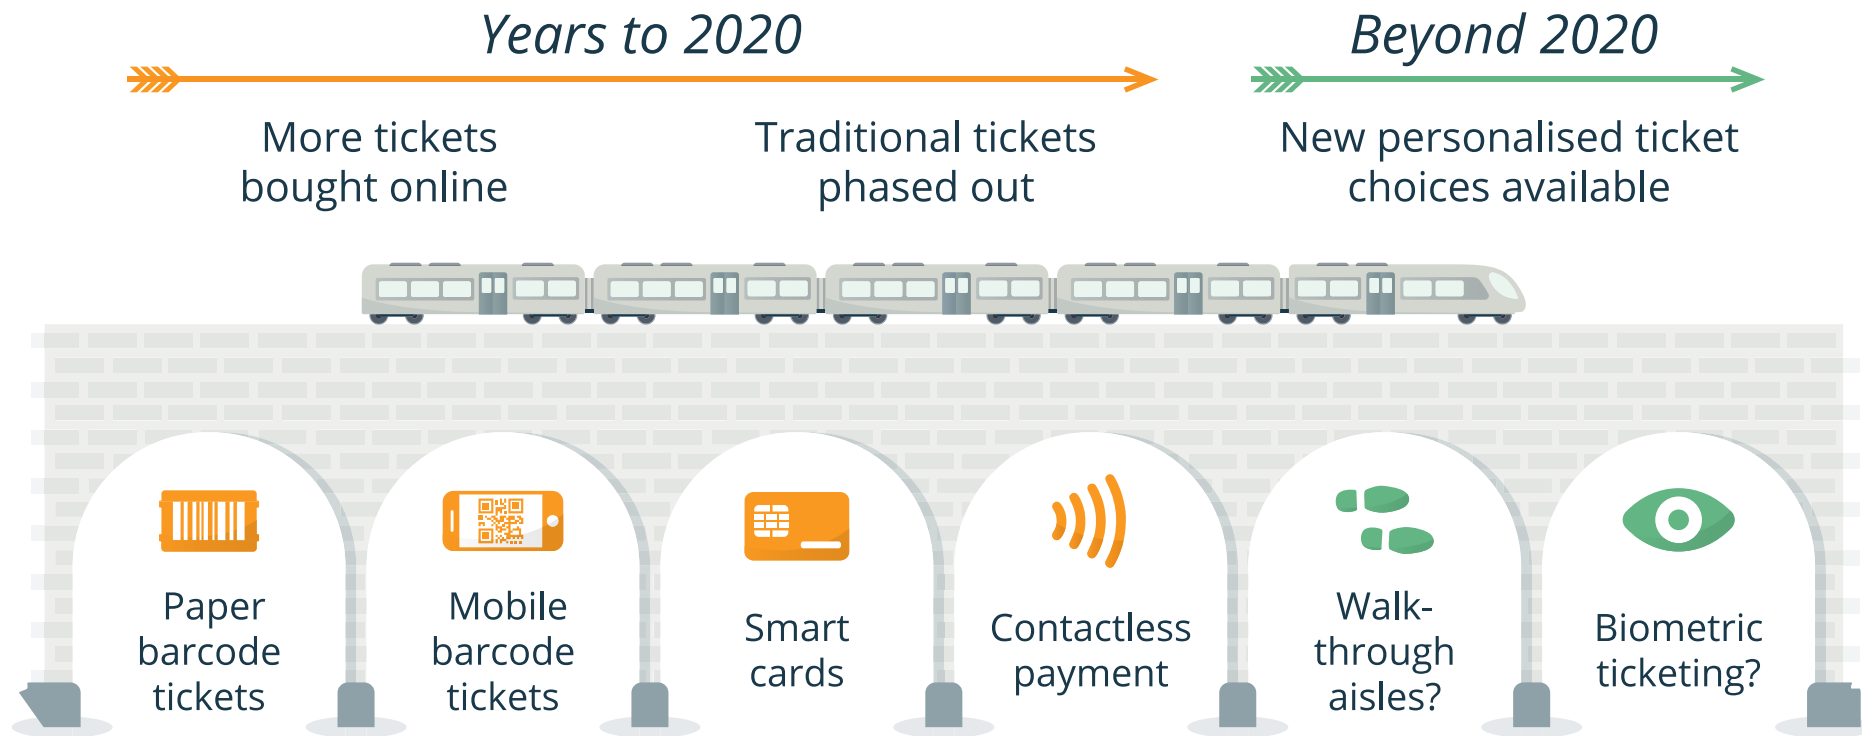 Years to 2020
Beyond 2020
More tickets
bought online
Traditional tickets
phased out
New personalised ticket
choices available
Paper
barcode
tickets
Mobile
barcode
tickets
Smart
cards
Contactless
payment
Walk-
through
aisles?
Biometric
ticketing?